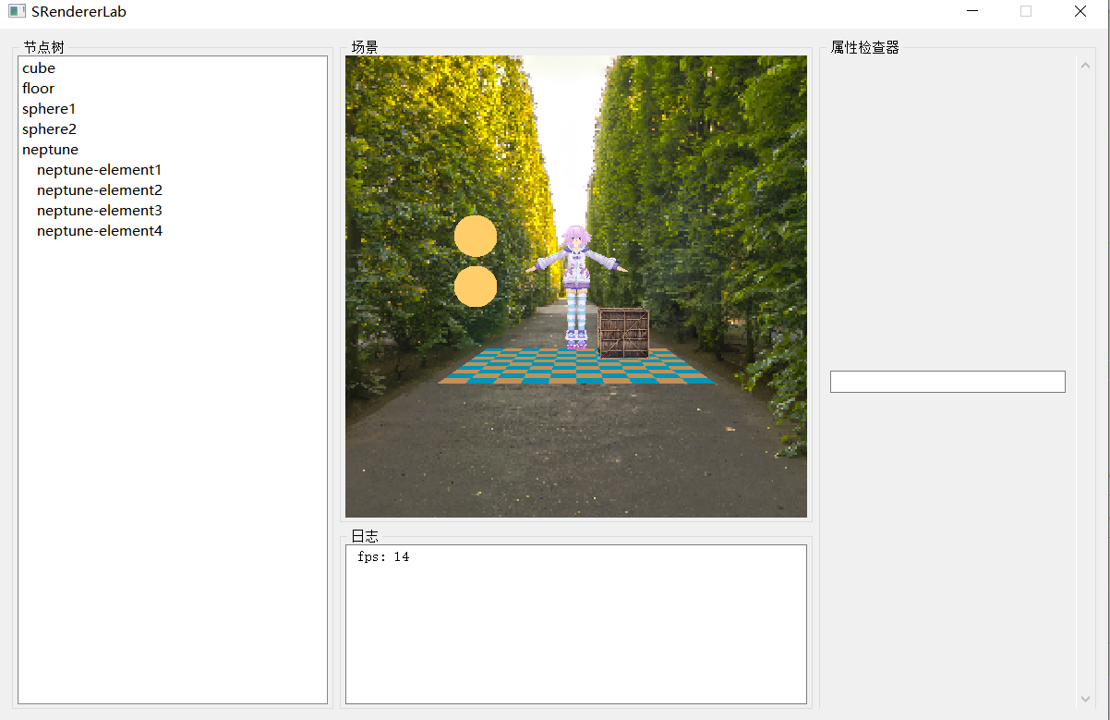 SRendererLab
节点树
cube
floor
sphere1
sphere2
neptune
neptune-element1
neptune-element2
neptune-element3
neptune-element4
场景
日志
fps: 14
属性检查器